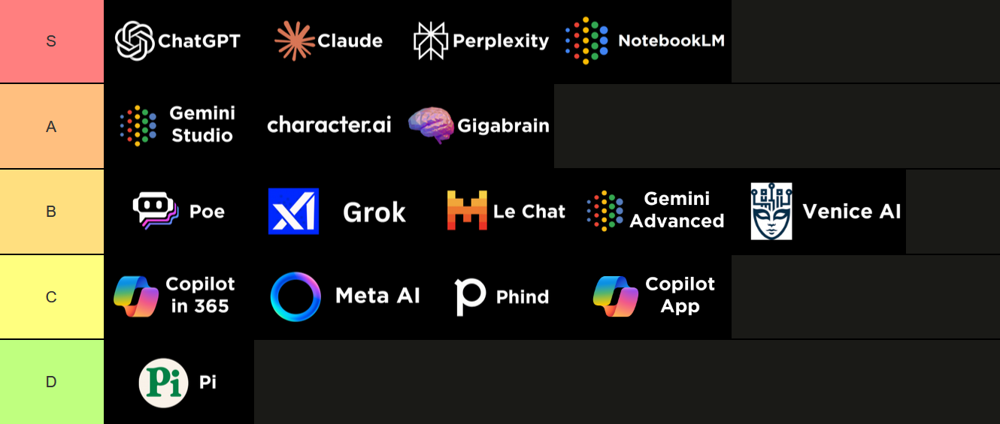 S
ChatGPT
Claude
Perplexity
NotebookLM
A
Gemini
Studio
character.ai
Gigabrain
B
Poe
xI
Grok
Le Chat
Gemini
Advanced
Venice AI
C
Copilot
in 365
Meta AI
p
Phind
Copilot
App
D
Pi
Pi